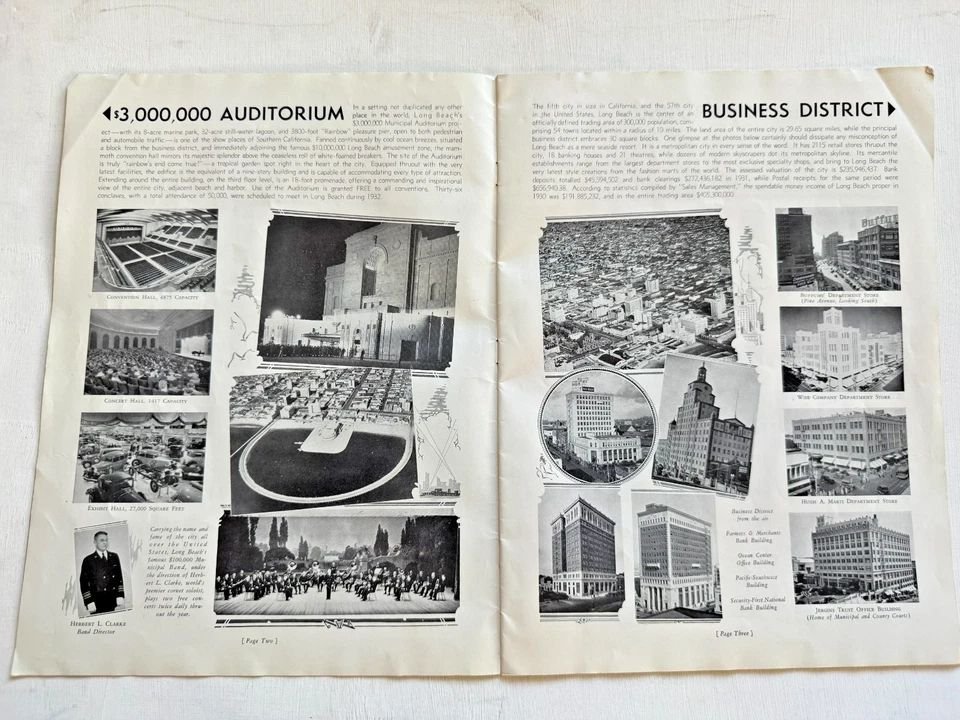 $3,000,000 AUDITORIUM
In a setting not duplicated any other
place in the world, Long Beach's
$3,000,000 Municipal Auditorium proj-
ect—with its 8-acre marine park, 32-acre still-water lagoon, and 3800-foot "Rainbow" pleasure pier, open to both pedestrian
and automobile traffic—is one of the show places of Southern California. Fanned continuously by cool ocean breezes, situated
a block from the business district, and immediately adjoining the famous $10,000,000 Long Beach amusement zone, the mam-
moth convention hall mirrors its majestic splendor above the ceaseless roll of white-foamed breakers. The site of the Auditorium
is truly "rainbow's end come true"—a tropical garden spot right in the heart of the city. Equipped throut with the very
latest facilities, the edifice is the equivalent of a nine-story building and is capable of accommodating every type of attraction.
Extending around the entire building, on the third floor level, is an 18-foot promenade, offering a commanding and inspirational
view of the entire city, adjacent beach and harbor. Use of the Auditorium is granted FREE to all conventions. Thirty-six
conclaves, with a total attendance of 50,000, were scheduled to meet in Long Beach during 1932.
CONVENTION HALL, 4875 CAPACITY
CONCERT HALL, 1417 CAPACITY
EXHIBIT HALL, 27,000 SQUARE FEET
Carrying the name and
fame of the city all
over the United
States, Long Beach's
famous $100,000 Mu-
nicipal Band, under
the direction of Her-
bert L. Clarke, world's
premier cornet soloist,
plays two free con-
certs twice daily thru-
out the year.
HERBERT L. CLARKE
Band Director
[ Page Two ]
BUSINESS DISTRICT
The fifth city in size in California, and the 57th city
in the United States, Long Beach is the center of an
officially defined trading area of 300,000 population, com-
prising 54 towns located within a radius of 19 miles. The land area of the entire city is 29.65 square miles, while the principal
business district embraces 30 square blocks. One glimpse at the photos below certainly should dissipate any misconception of
Long Beach as a mere seaside resort. It is a metropolitan city in every sense of the word. It has 2115 retail stores thruout the
city, 18 banking houses and 21 theatres, while dozens of modern skyscrapers dot its metropolitan skyline. Its mercantile
establishments range from the largest department stores to the most exclusive specialty shops, and bring to Long Beach the
very latest style creations from the fashion marts of the world. The assessed valuation of the city is $235,946,437. Bank
deposits totalled $45,594,502 and bank clearings $272,436,182 in 1931, while Postal receipts for the same period were
$656,940.38. According to statistics compiled by "Sales Management," the spendable money income of Long Beach proper in
1930 was $191,885,232, and in the entire trading area $405,300,000.
BUFFUMS' DEPARTMENT STORE
(Pine Avenue, Looking South)
WISE COMPANY DEPARTMENT STORE
HUGH A. MARTI DEPARTMENT STORE
Business District
from the air
Farmers & Merchants
Bank Building
Ocean Center
Office Building
Pacific-Southwest
Building
Security-First National
Bank Building
JERGINS TRUST OFFICE BUILDING
(Home of Municipal and County Courts)
[ Page Three ]